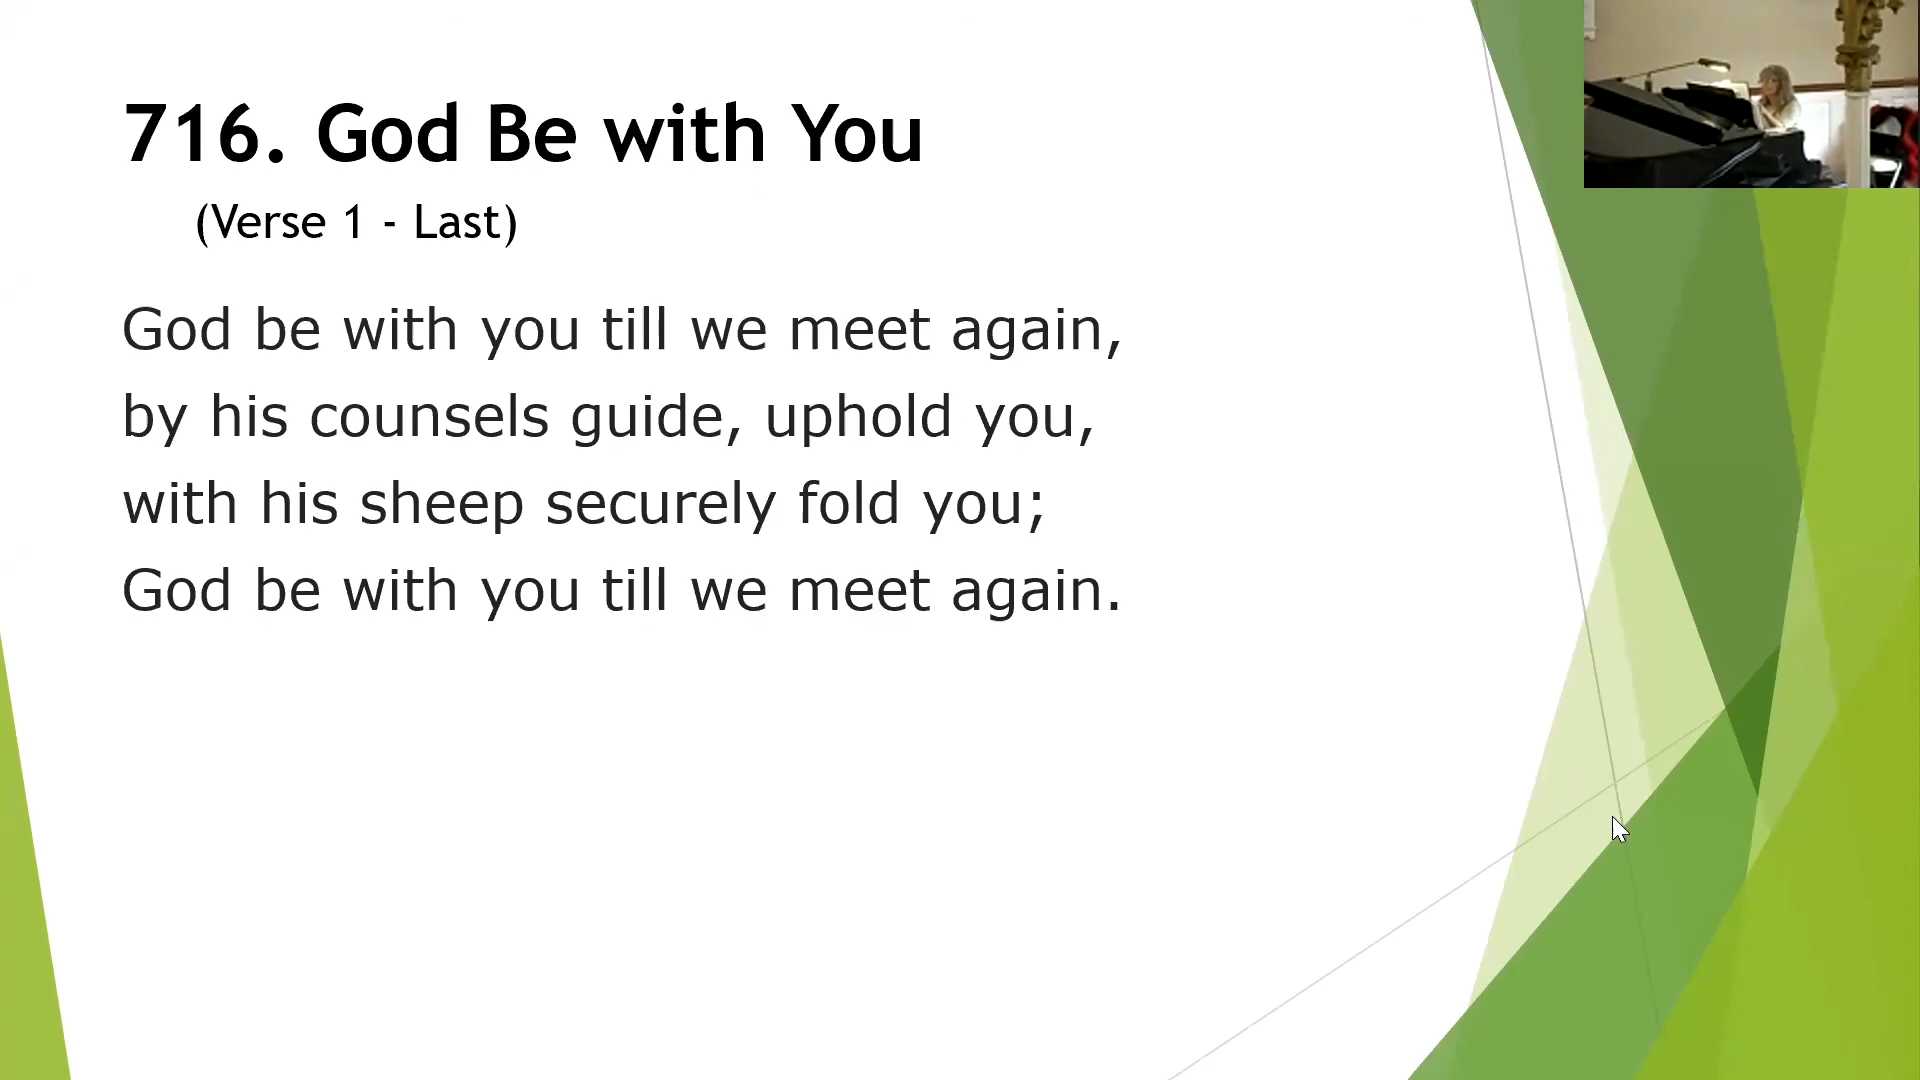 716. God Be with You
(Verse 1 - Last)
God be with you till we meet again,
by his counsels guide, uphold you,
with his sheep securely fold you;
God be with you till we meet again.